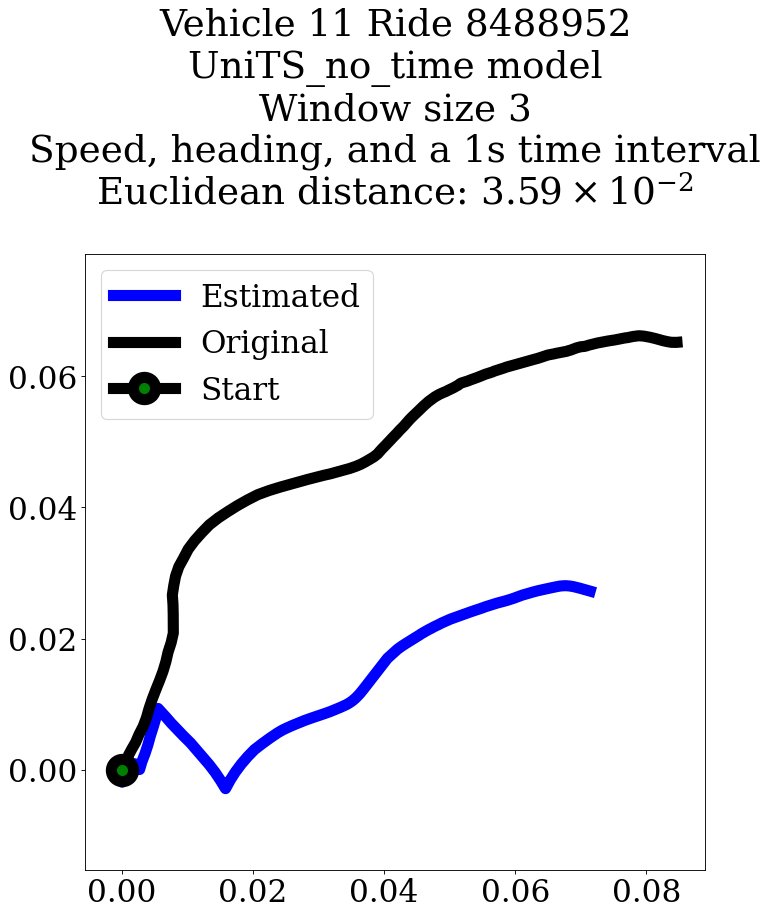 Vehicle 11 Ride 8488952
UniTS_no_time model
Window size 3
Speed, heading, and a 1s time interval
Euclidean distance: 3.59 × 10⁻²
Estimated
Original
Start
0.06
0.04
0.02
0.00
0.00 0.02 0.04 0.06 0.08